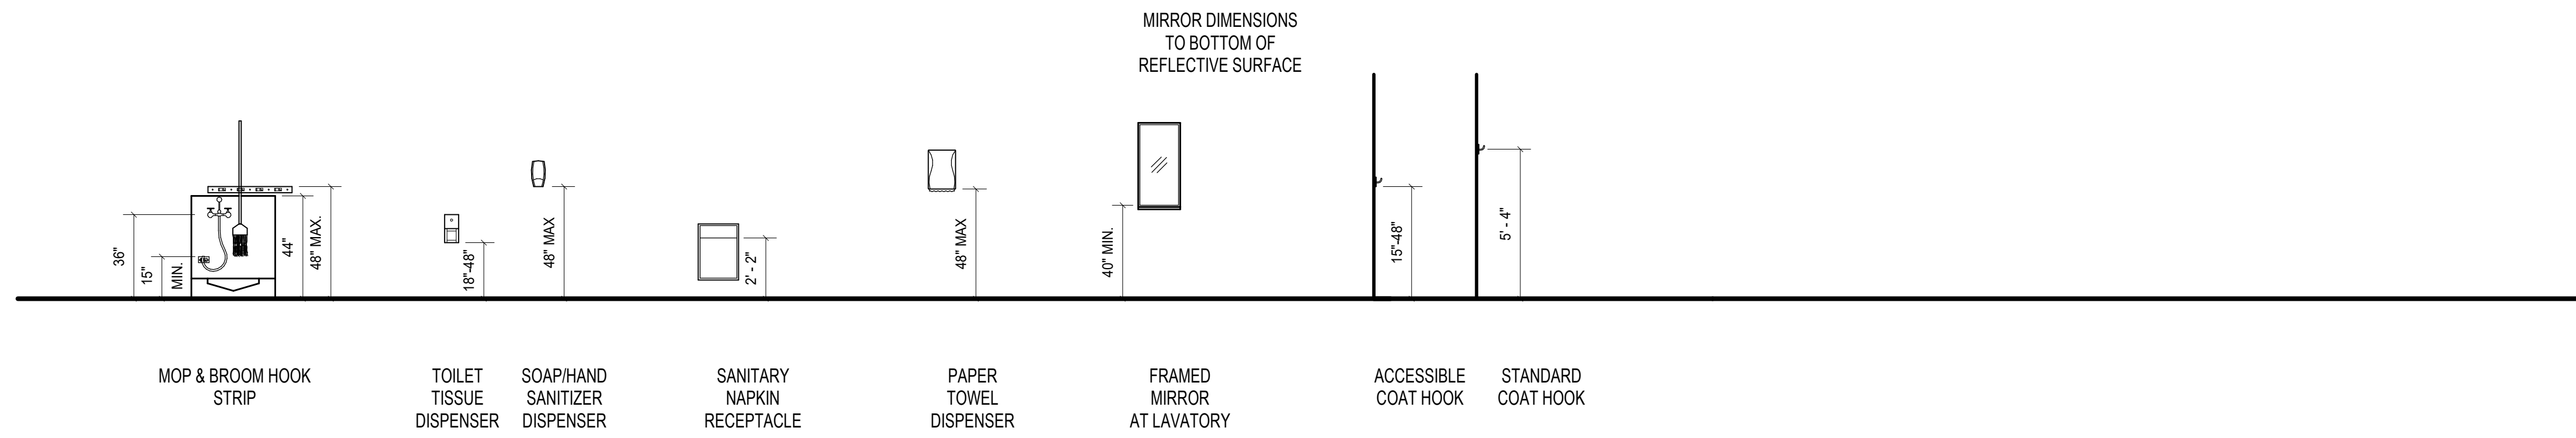 MIRROR DIMENSIONS
TO BOTTOM OF
REFLECTIVE SURFACE
36"
15"
MIN.
44"
48" MAX.
18"-48"
48" MAX
2' - 2"
48" MAX
40" MIN.
15"-48"
5' - 4"
MOP & BROOM HOOK
STRIP
TOILET
TISSUE
DISPENSER
SOAP/HAND
SANITIZER
DISPENSER
SANITARY
NAPKIN
RECEPTACLE
PAPER
TOWEL
DISPENSER
FRAMED
MIRROR
AT LAVATORY
ACCESSIBLE
COAT HOOK
STANDARD
COAT HOOK